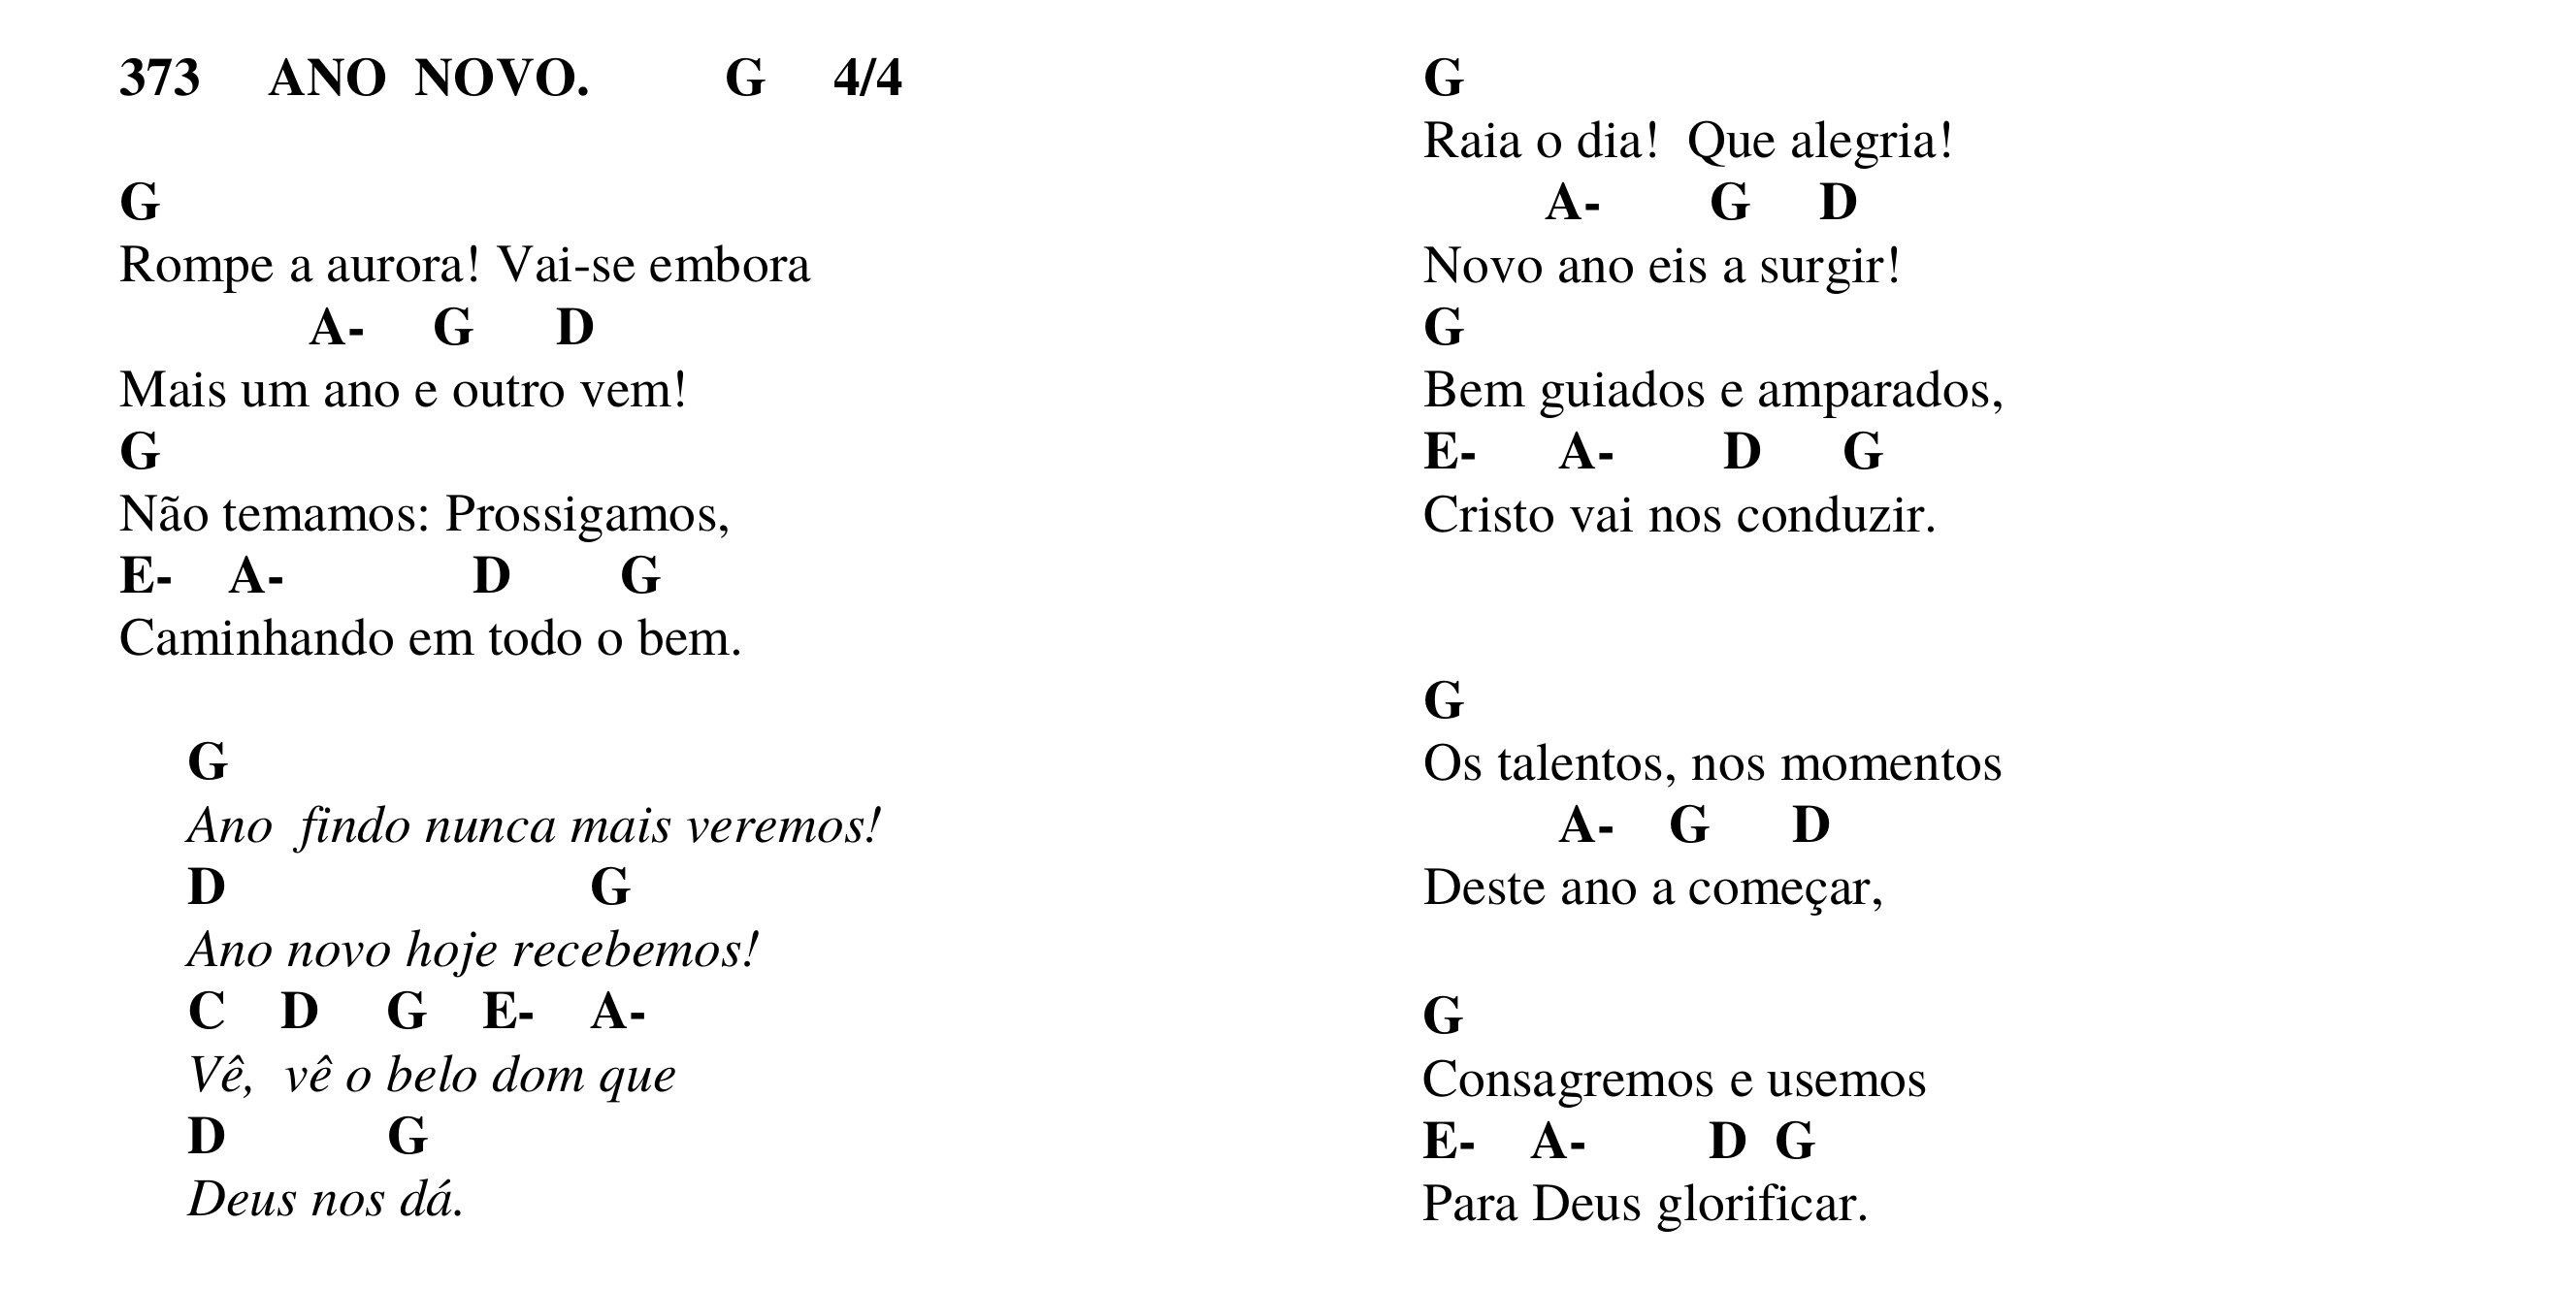 373 ANO NOVO. G 4/4
G
Rompe a aurora! Vai-se embora
A- G D
Mais um ano e outro vem!
G
Não temamos: Prossigamos,
E- A- D G
Caminhando em todo o bem.
G
Ano findo nunca mais veremos!
D G
Ano novo hoje recebemos!
C D G E- A-
Vê, vê o belo dom que
D G
Deus nos dá.
G
Raia o dia! Que alegria!
A- G D
Novo ano eis a surgir!
G
Bem guiados e amparados,
E- A- D G
Cristo vai nos conduzir.
G
Os talentos, nos momentos
A- G D
Deste ano a começar,
G
Consagremos e usemos
E- A- D G
Para Deus glorificar.